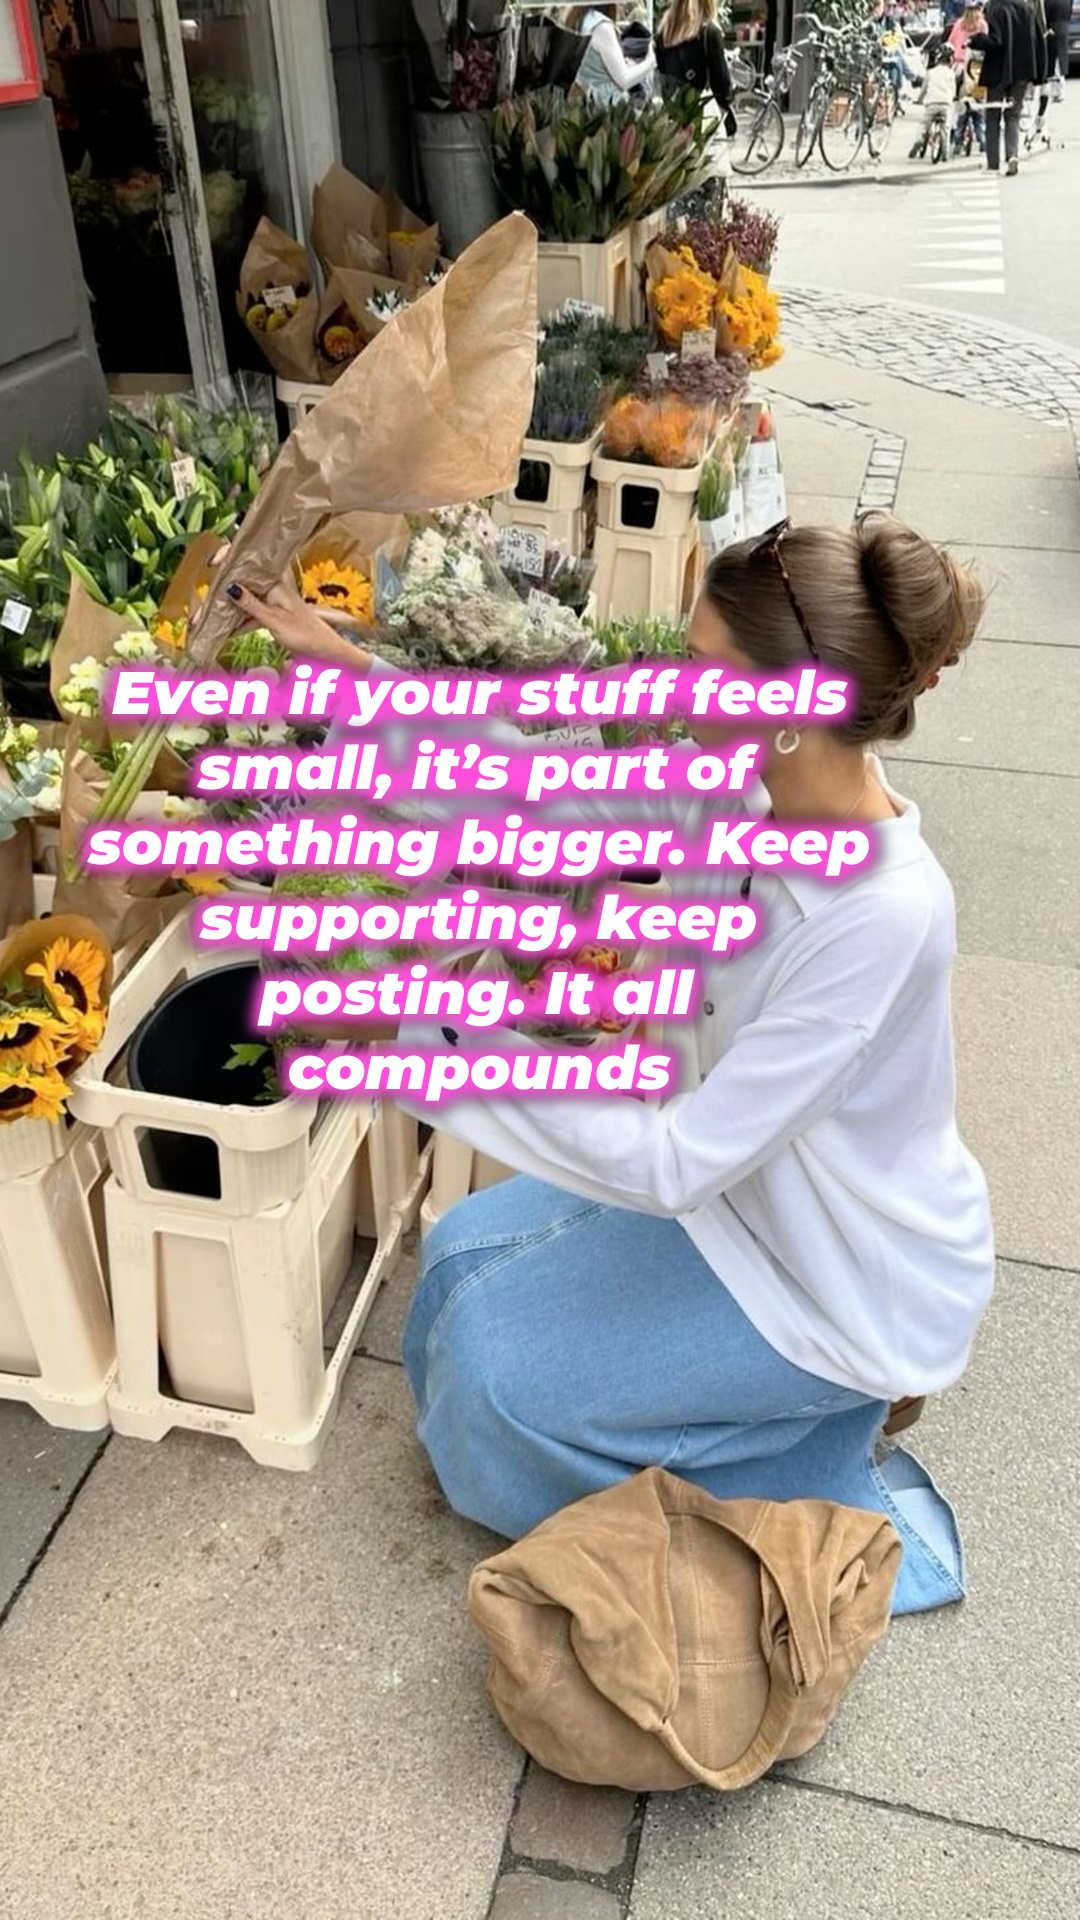 Even if your stuff feels
small, it’s part of
something bigger. Keep
supporting, keep
posting. It all
compounds